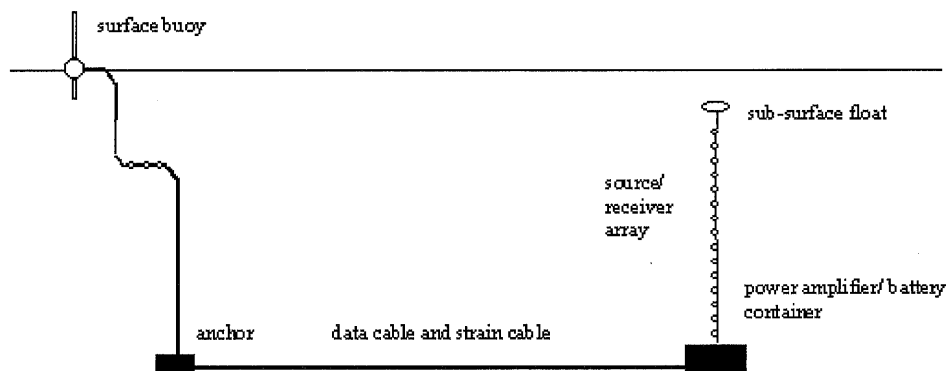 surface buoy
sub-surface float
source/
receiver
array
power amplifier/ battery
container
anchor
data cable and strain cable